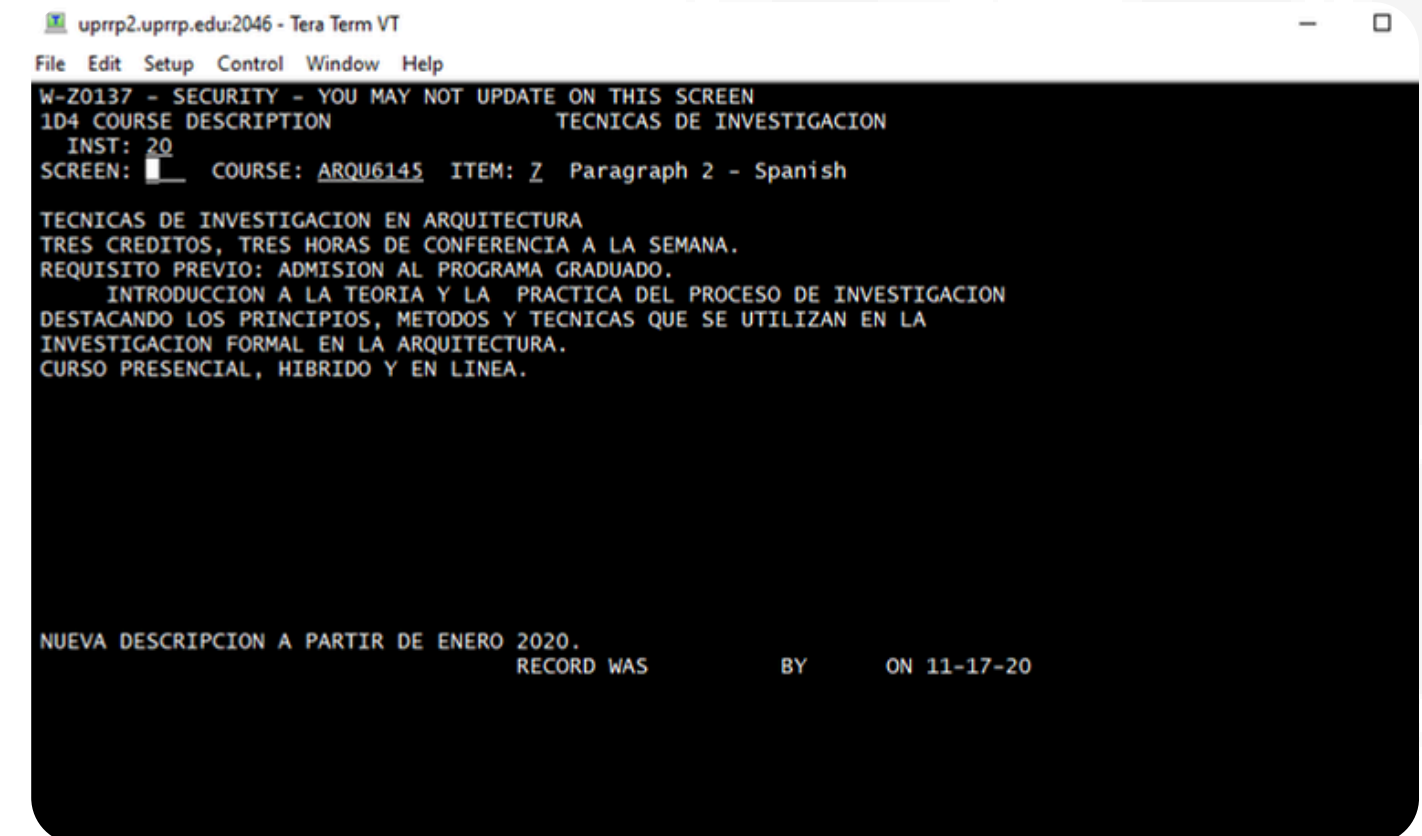 uprrp2.uprrp.edu:2046 - Tera Term VT
File Edit Setup Control Window Help
W-Z0137 - SECURITY - YOU MAY NOT UPDATE ON THIS SCREEN
1D4 COURSE DESCRIPTION TECNICAS DE INVESTIGACION
INST: 20
SCREEN: COURSE: ARQU6145 ITEM: Z Paragraph 2 - Spanish
TECNICAS DE INVESTIGACION EN ARQUITECTURA
TRES CREDITOS, TRES HORAS DE CONFERENCIA A LA SEMANA.
REQUISITO PREVIO: ADMISION AL PROGRAMA GRADUADO.
INTRODUCCION A LA TEORIA Y LA PRACTICA DEL PROCESO DE INVESTIGACION
DESTACANDO LOS PRINCIPIOS, METODOS Y TECNICAS QUE SE UTILIZAN EN LA
INVESTIGACION FORMAL EN LA ARQUITECTURA.
CURSO PRESENCIAL, HIBRIDO Y EN LINEA.
NUEVA DESCRIPCION A PARTIR DE ENERO 2020.
RECORD WAS BY ON 11-17-20